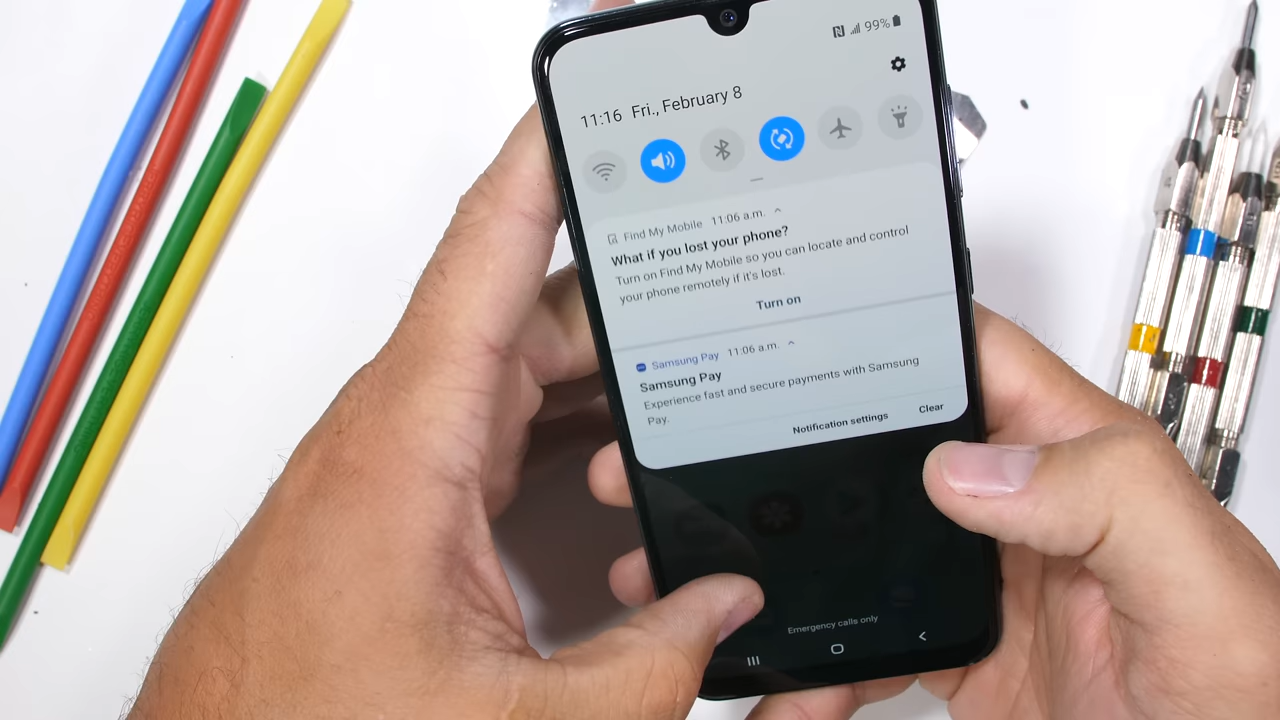 99%
11:16 Fri., February 8
Find My Mobile 11:06 a.m.
What if you lost your phone?
Turn on Find My Mobile so you can locate and control
your phone remotely if it's lost.
Turn on
Samsung Pay 11:06 a.m.
Samsung Pay
Experience fast and secure payments with Samsung
Pay.
Notification settings Clear
Emergency calls only